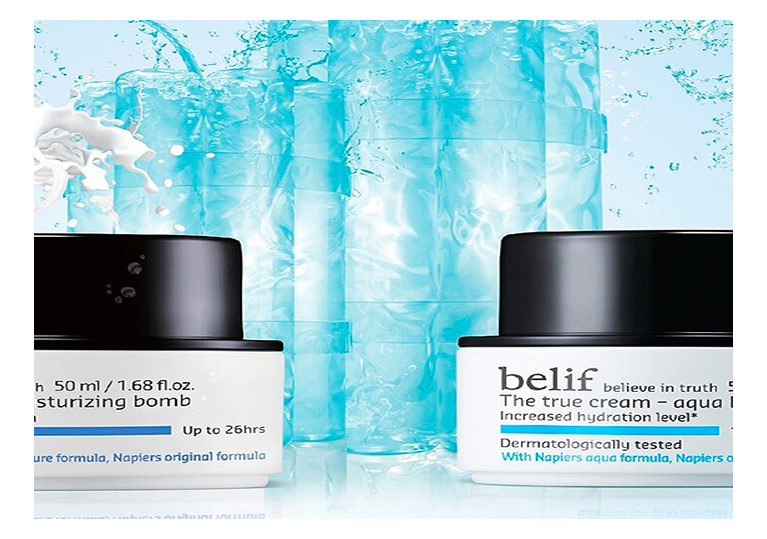 h 50 ml / 1.68 fl.oz.
sturizing bomb
Up to 26hrs
ure formula, Napiers original formula
belif believe in truth 5
The true cream – aqua b
Increased hydration level*
Dermatologically tested
With Napiers aqua formula, Napiers o